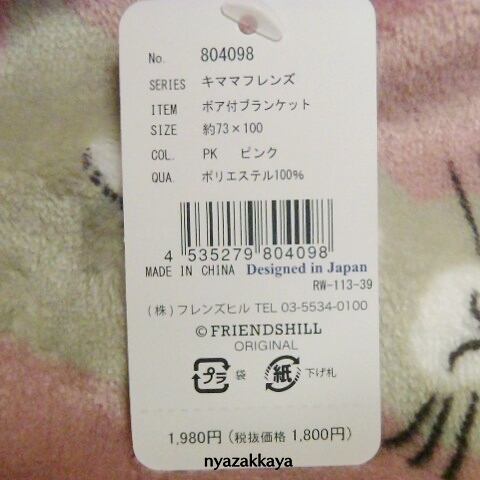 No. 804098
SERIES キママフレンズ
ITEM ボア付ブランケット
SIZE 約73×100
COL. PK ピンク
QUA. ポリエステル100%
4 535279 804098
MADE IN CHINA Designed in Japan
RW-113-39
(株)フレンズヒル TEL 03-5534-0100
©FRIENDSHILL
ORIGINAL
プラ 袋 紙 下げ札
1,980円(税抜価格 1,800円)
nyazakkaya